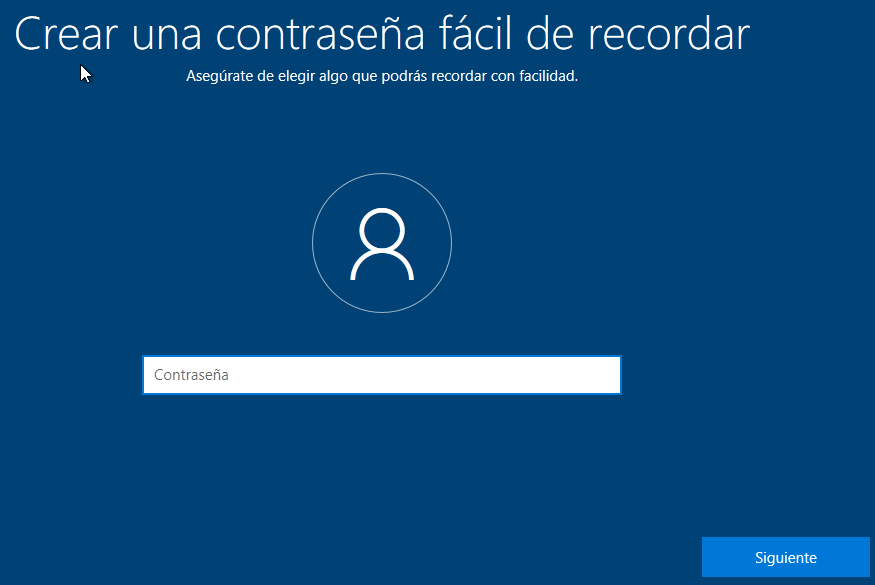 Crear una contraseña fácil de recordar
Asegúrate de elegir algo que podrás recordar con facilidad.
Contraseña
Siguiente